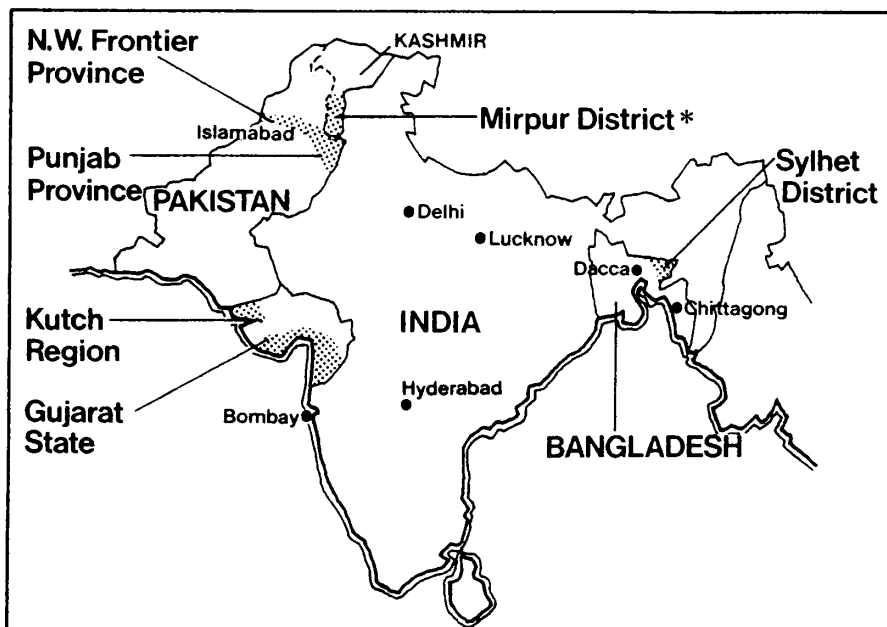 N.W. Frontier
Province
KASHMIR
Islamabad
Mirpur District*
Punjab
Province
PAKISTAN
Sylhet
District
Delhi
Lucknow
Dacca
Chittagong
Kutch
Region
INDIA
Gujarat
State
Bombay
Hyderabad
BANGLADESH